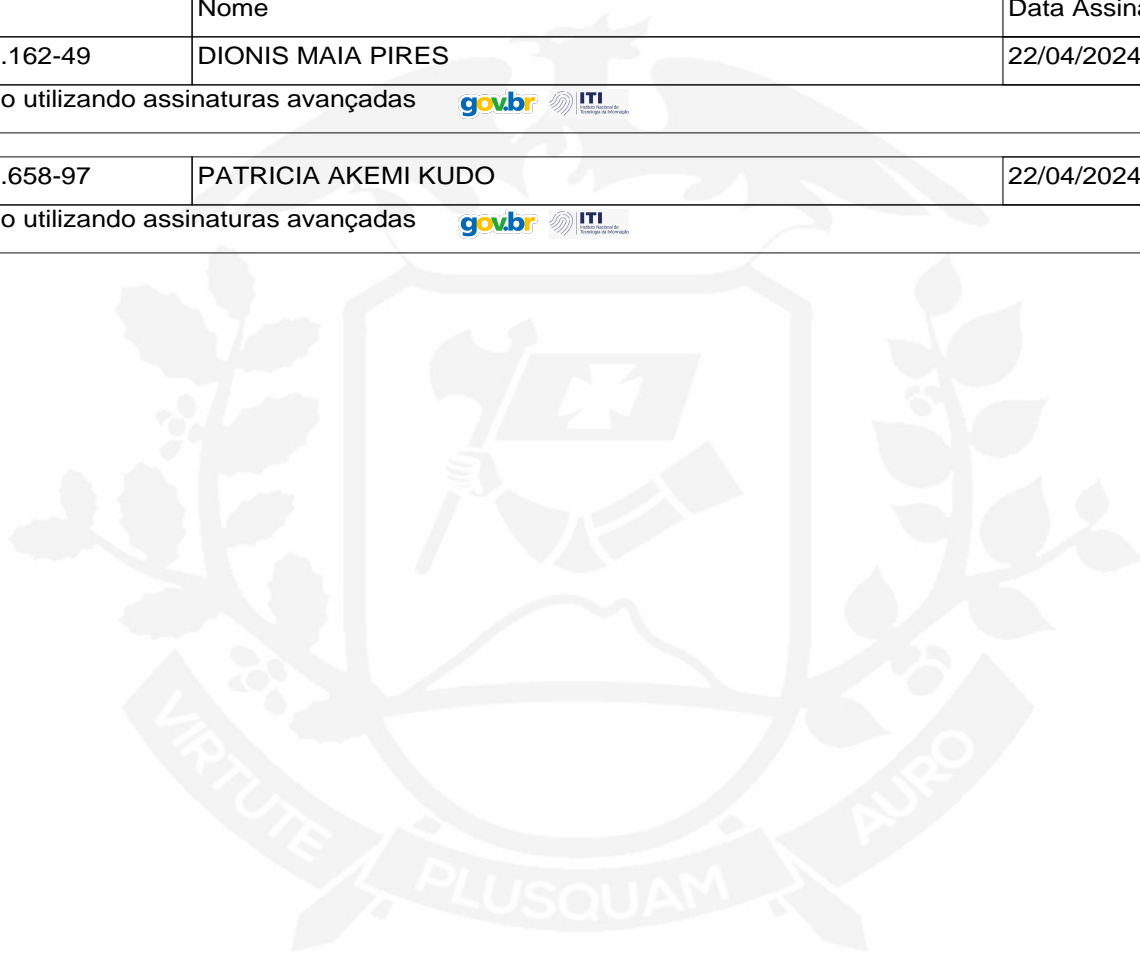 Nome Data Assina
.162-49 DIONIS MAIA PIRES 22/04/2024
o utilizando assinaturas avançadas gov.br ITI
.658-97 PATRICIA AKEMI KUDO 22/04/2024
o utilizando assinaturas avançadas gov.br ITI
VIRTUTE PLUSQUAM AURO